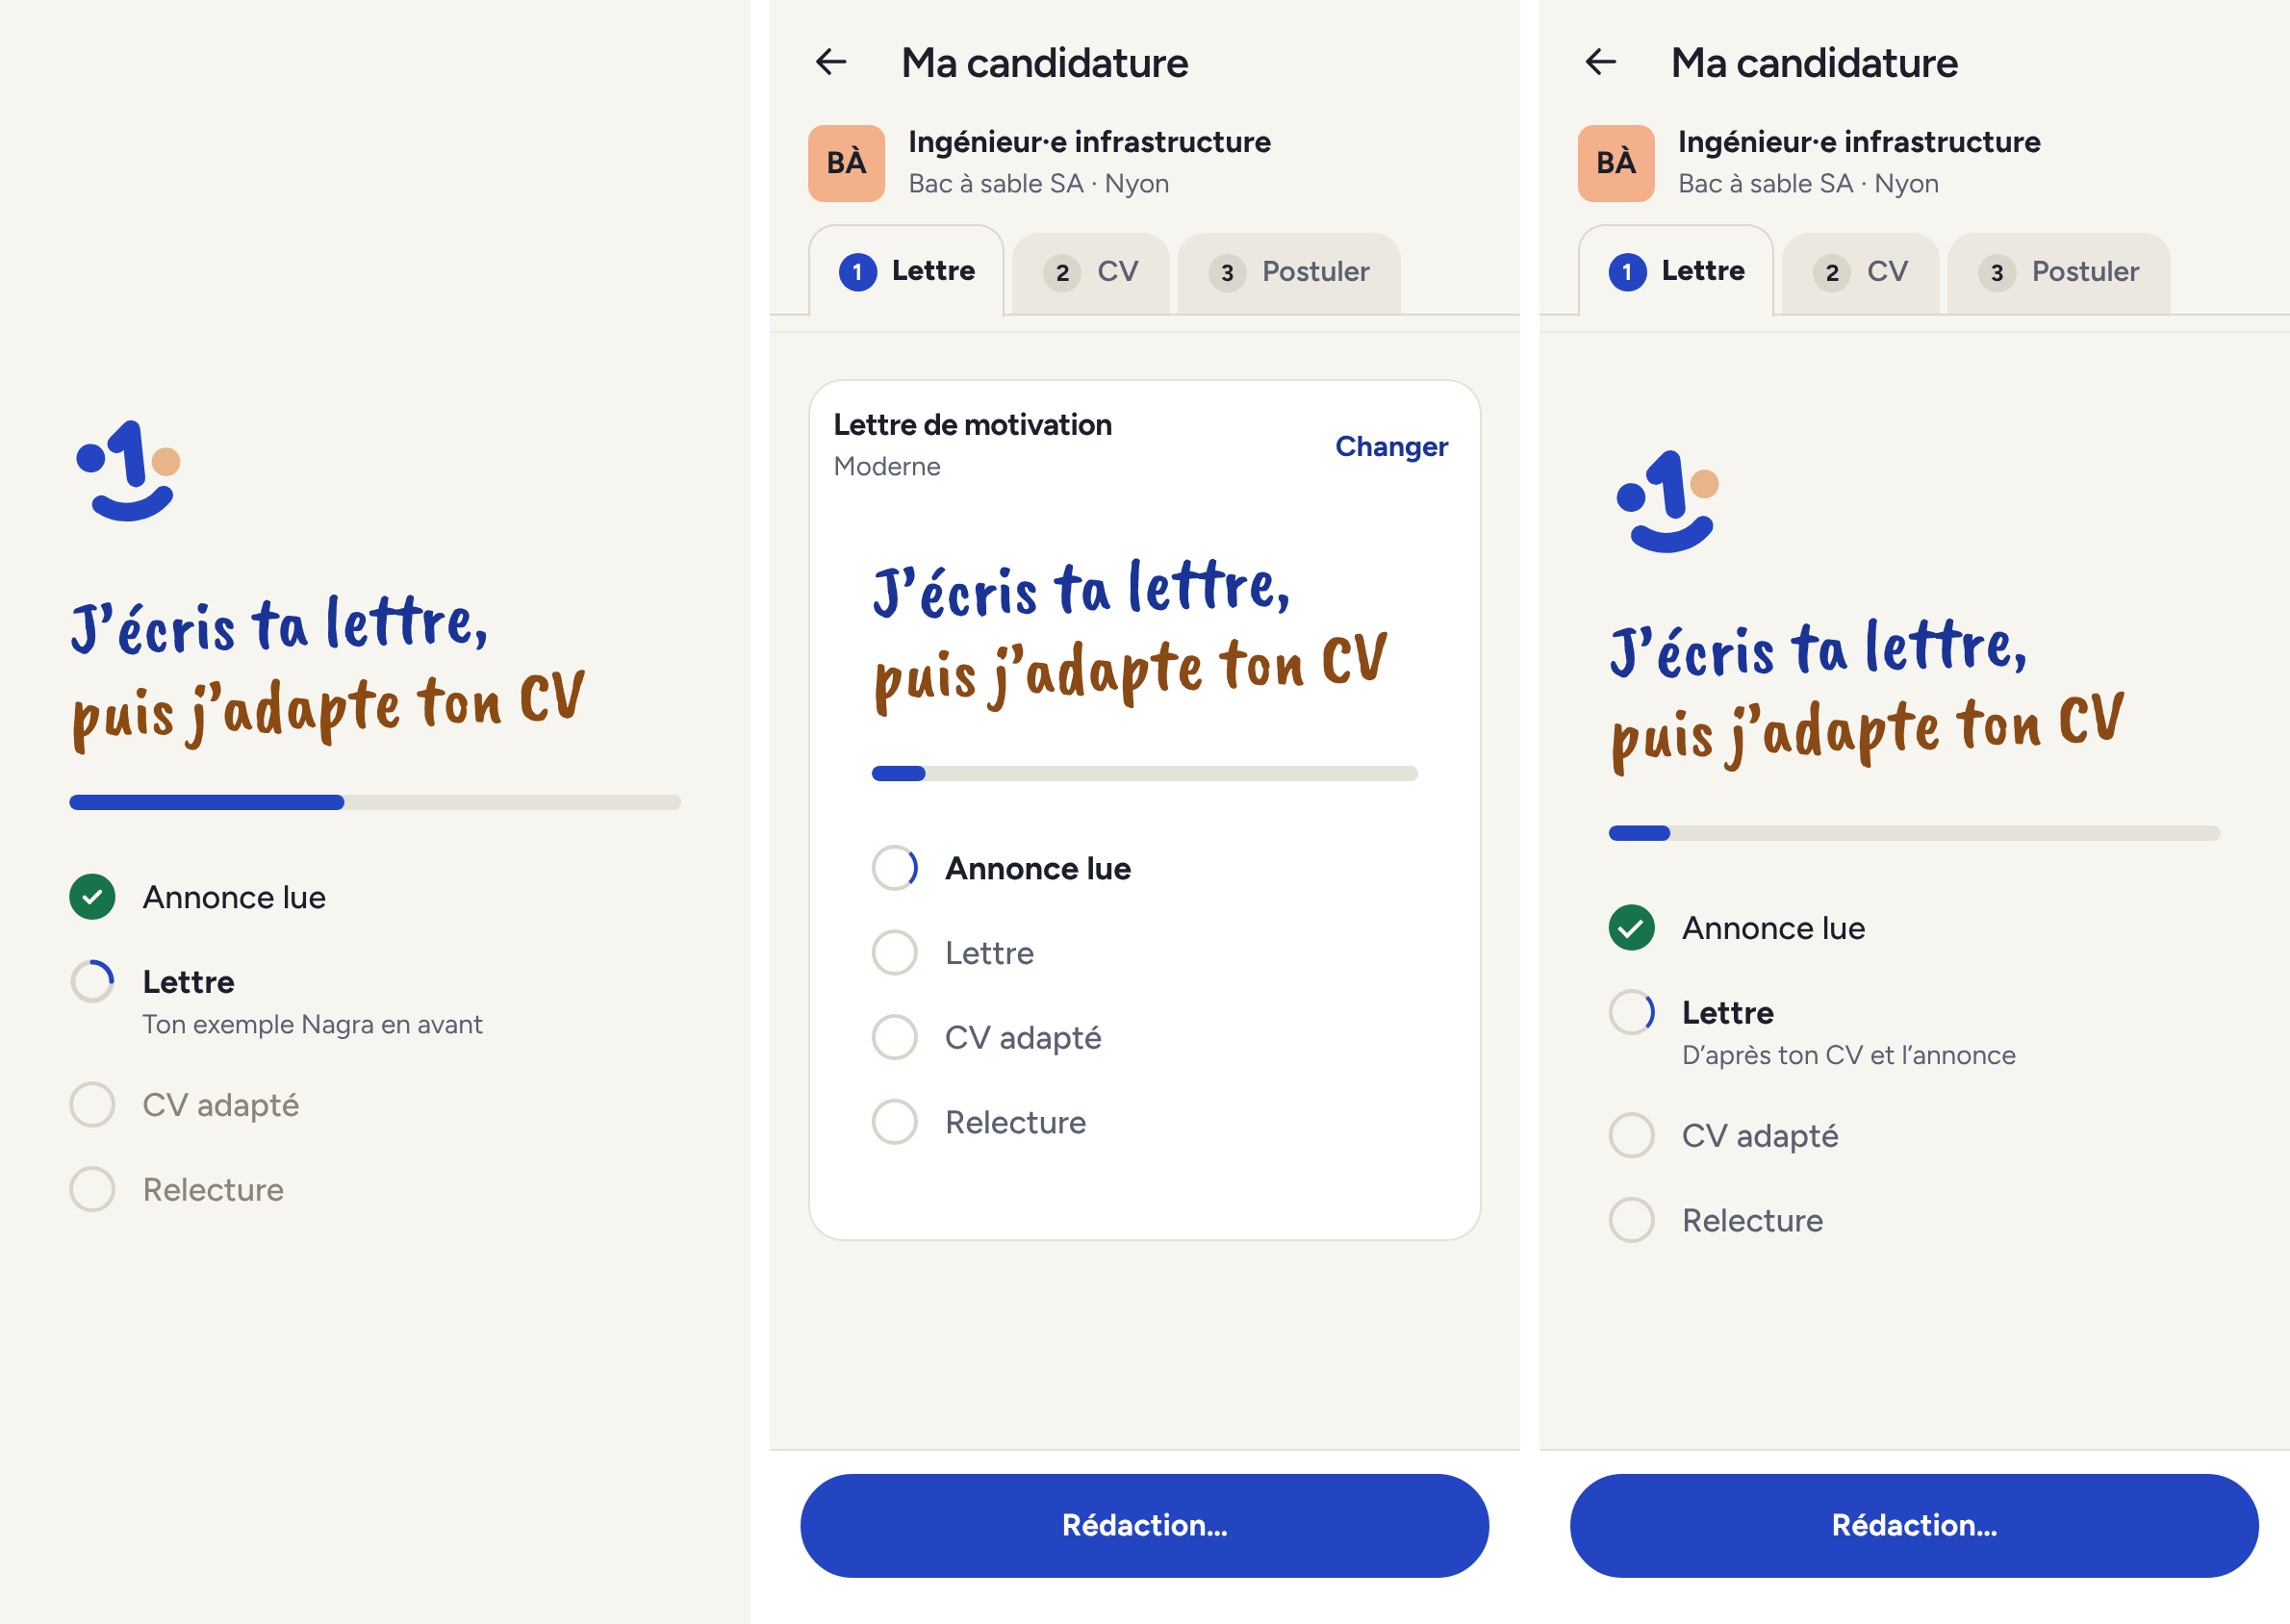 1
J’écris ta lettre,
puis j’adapte ton CV
Annonce lue
Lettre
Ton exemple Nagra en avant
CV adapté
Relecture
Ma candidature
BÀ
Ingénieur·e infrastructure
Bac à sable SA · Nyon
1 Lettre
2 CV
3 Postuler
Lettre de motivation
Moderne
Changer
J’écris ta lettre,
puis j’adapte ton CV
Annonce lue
Lettre
CV adapté
Relecture
Rédaction...
Ma candidature
BÀ
Ingénieur·e infrastructure
Bac à sable SA · Nyon
1 Lettre
2 CV
3 Postuler
1
J’écris ta lettre,
puis j’adapte ton CV
Annonce lue
Lettre
D’après ton CV et l’annonce
CV adapté
Relecture
Rédaction...